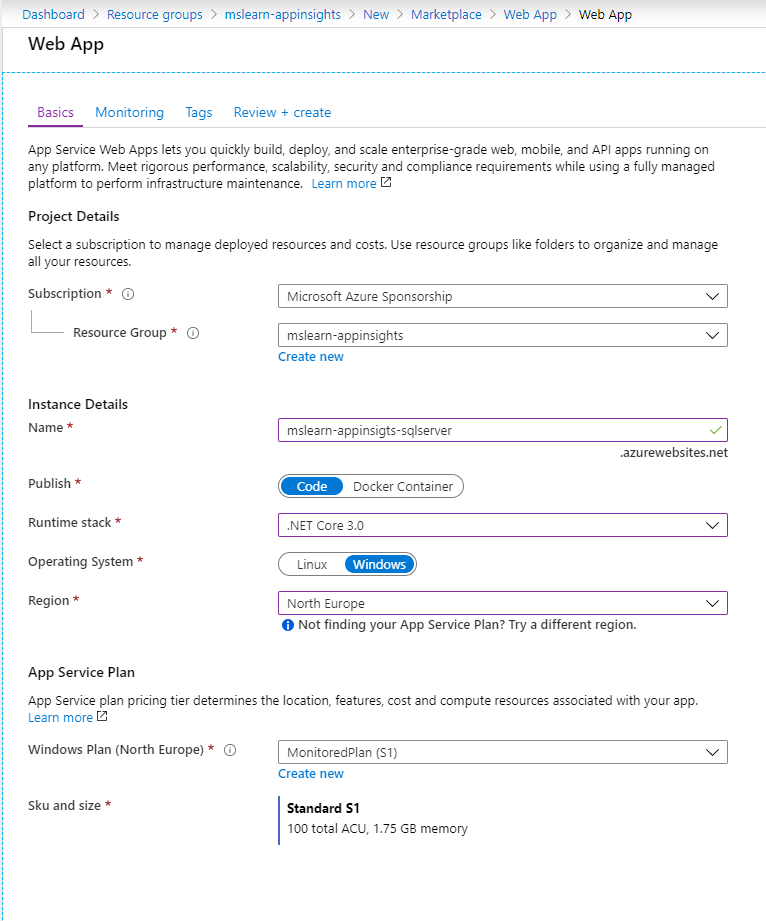 Dashboard > Resource groups > mslearn-appinsights > New > Marketplace > Web App > Web App
Web App
Basics Monitoring Tags Review + create
App Service Web Apps lets you quickly build, deploy, and scale enterprise-grade web, mobile, and API apps running on
any platform. Meet rigorous performance, scalability, security and compliance requirements while using a fully managed
platform to perform infrastructure maintenance. Learn more
Project Details
Select a subscription to manage deployed resources and costs. Use resource groups like folders to organize and manage
all your resources.
Subscription *
Microsoft Azure Sponsorship
Resource Group *
mslearn-appinsights
Create new
Instance Details
Name *
mslearn-appinsigts-sqlserver
.azurewebsites.net
Publish *
Code Docker Container
Runtime stack *
.NET Core 3.0
Operating System *
Linux Windows
Region *
North Europe
Not finding your App Service Plan? Try a different region.
App Service Plan
App Service plan pricing tier determines the location, features, cost and compute resources associated with your app.
Learn more
Windows Plan (North Europe) *
MonitoredPlan (S1)
Create new
Sku and size *
Standard S1
100 total ACU, 1.75 GB memory